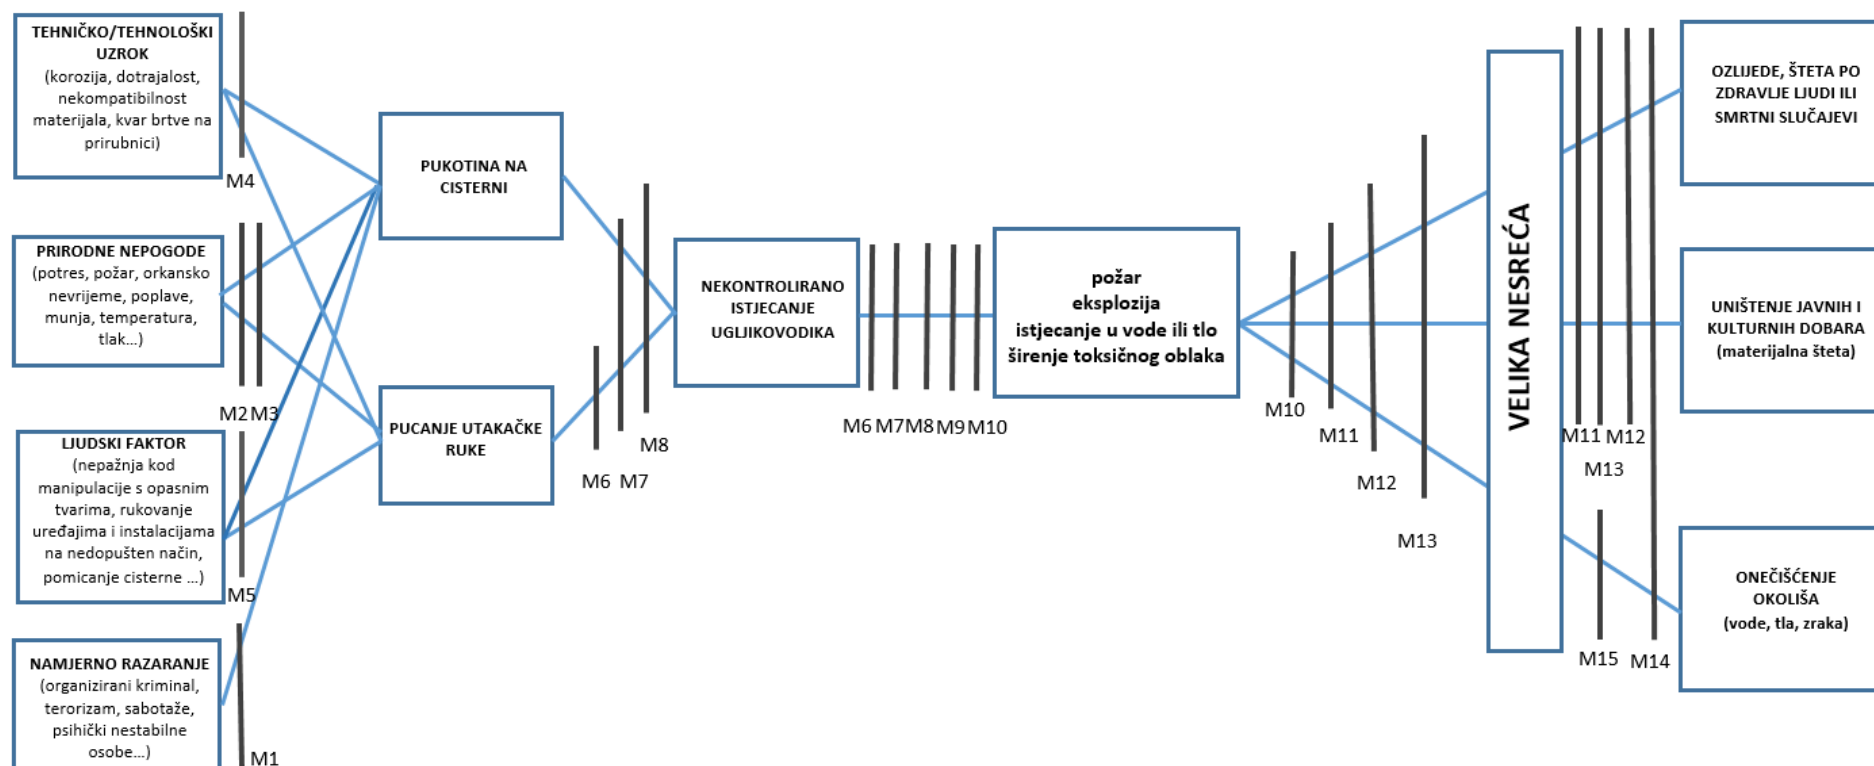 TEHNIČKO/TEHNOLOŠKI
UZROK
(korozija, dotrajalost,
nekompatibilnost
materijala, kvar brtve na
prirubnici)
M4
PRIRODNE NEPOGODE
(potres, požar, orkansko
nevrijeme, poplave,
munja, temperatura,
tlak...)
M2 M3
LJUDSKI FAKTOR
(nepažnja kod
manipulacije s opasnim
tvarima, rukovanje
uređajima i instalacijama
na nedopušten način,
pomicanje cisterne ...)
M5
NAMJERNO RAZARANJE
(organizirani kriminal,
terorizam, sabotaže,
psihički nestabilne
osobe...)
M1
PUKOTINA NA
CISTERNI
PUCANJE UTAKAČKE
RUKE
M6 M7
M8
NEKONTROLIRANO
ISTJECANJE
UGLJIKOVODIKA
M6 M7 M8 M9 M10
požar
eksplozija
istjecanje u vode ili tlo
širenje toksičnog oblaka
M10
M11
M12
M13
VELIKA NESREĆA
M11 M12
M13
M15 M14
OZLIJEDE, ŠTETA PO
ZDRAVLJE LJUDI ILI
SMRTNI SLUČAJEVI
UNIŠTENJE JAVNIH I
KULTURNIH DOBARA
(materijalna šteta)
ONEČIŠĆENJE
OKOLIŠA
(vode, tla, zraka)